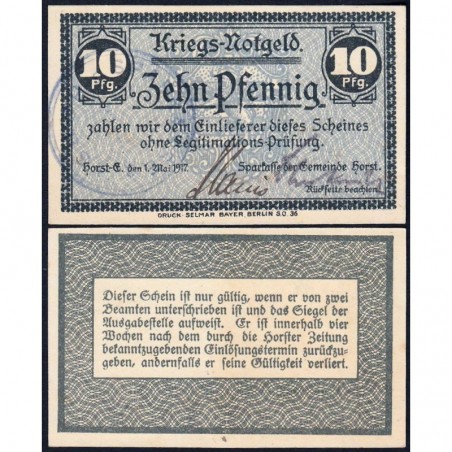 Kriegs-Notgeld.
10 Pfg.
10 Pfg.
Zehn Pfennig
zahlen wir dem Einlieferer dieses Scheines
ohne Legitimations-Prüfung.
Horst-E. den 1. Mai 1917. Sparkasse der Gemeinde Horst.
Rückseite beachten.
DRUCK: SELMAR BAYER, BERLIN S.O. 36
Dieser Schein ist nur gültig, wenn er von zwei
Beamten unterschrieben ist und das Siegel der
Ausgabestelle aufweist. Er ist innerhalb vier
Wochen nach dem durch die Horster Zeitung
bekanntzugebenden Einlösungstermin zurückzu-
geben, andernfalls er seine Gültigkeit verliert.